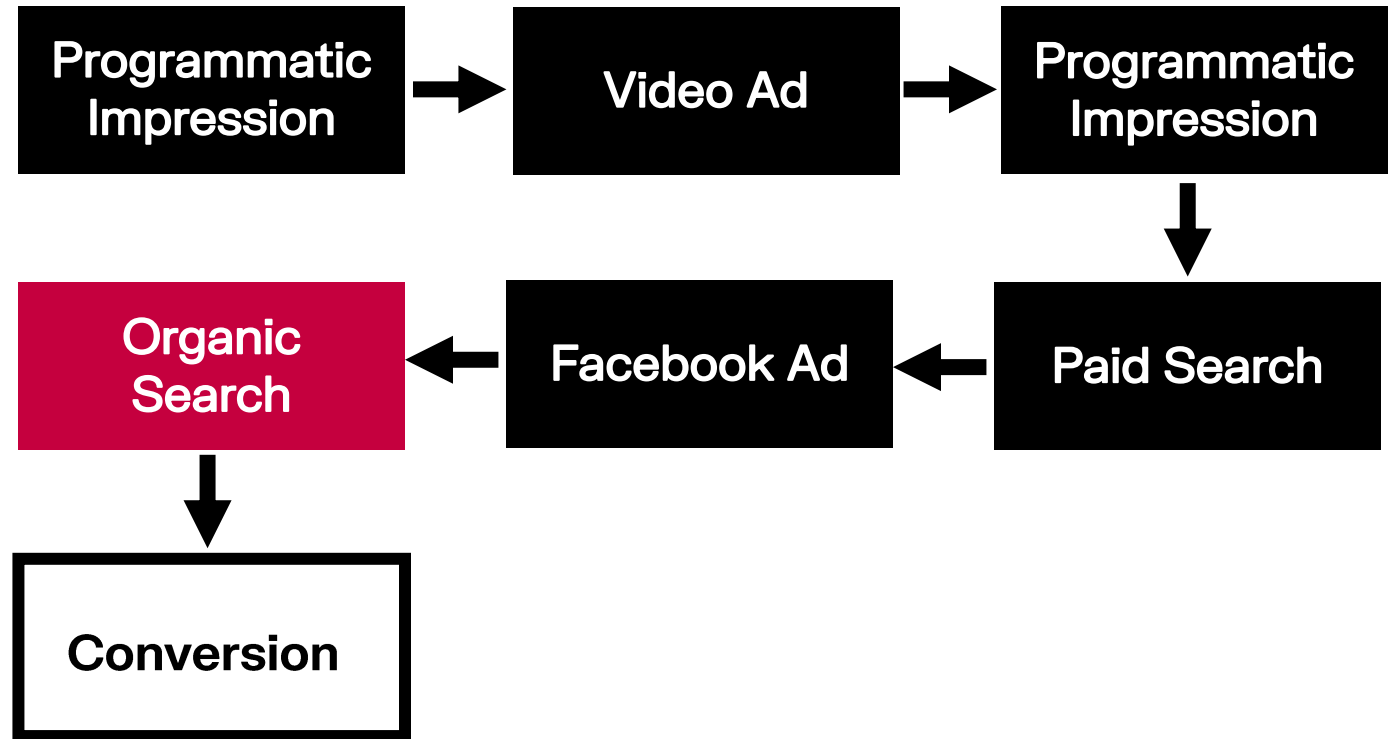 Programmatic
Impression
Video Ad
Programmatic
Impression
Paid Search
Facebook Ad
Organic
Search
Conversion